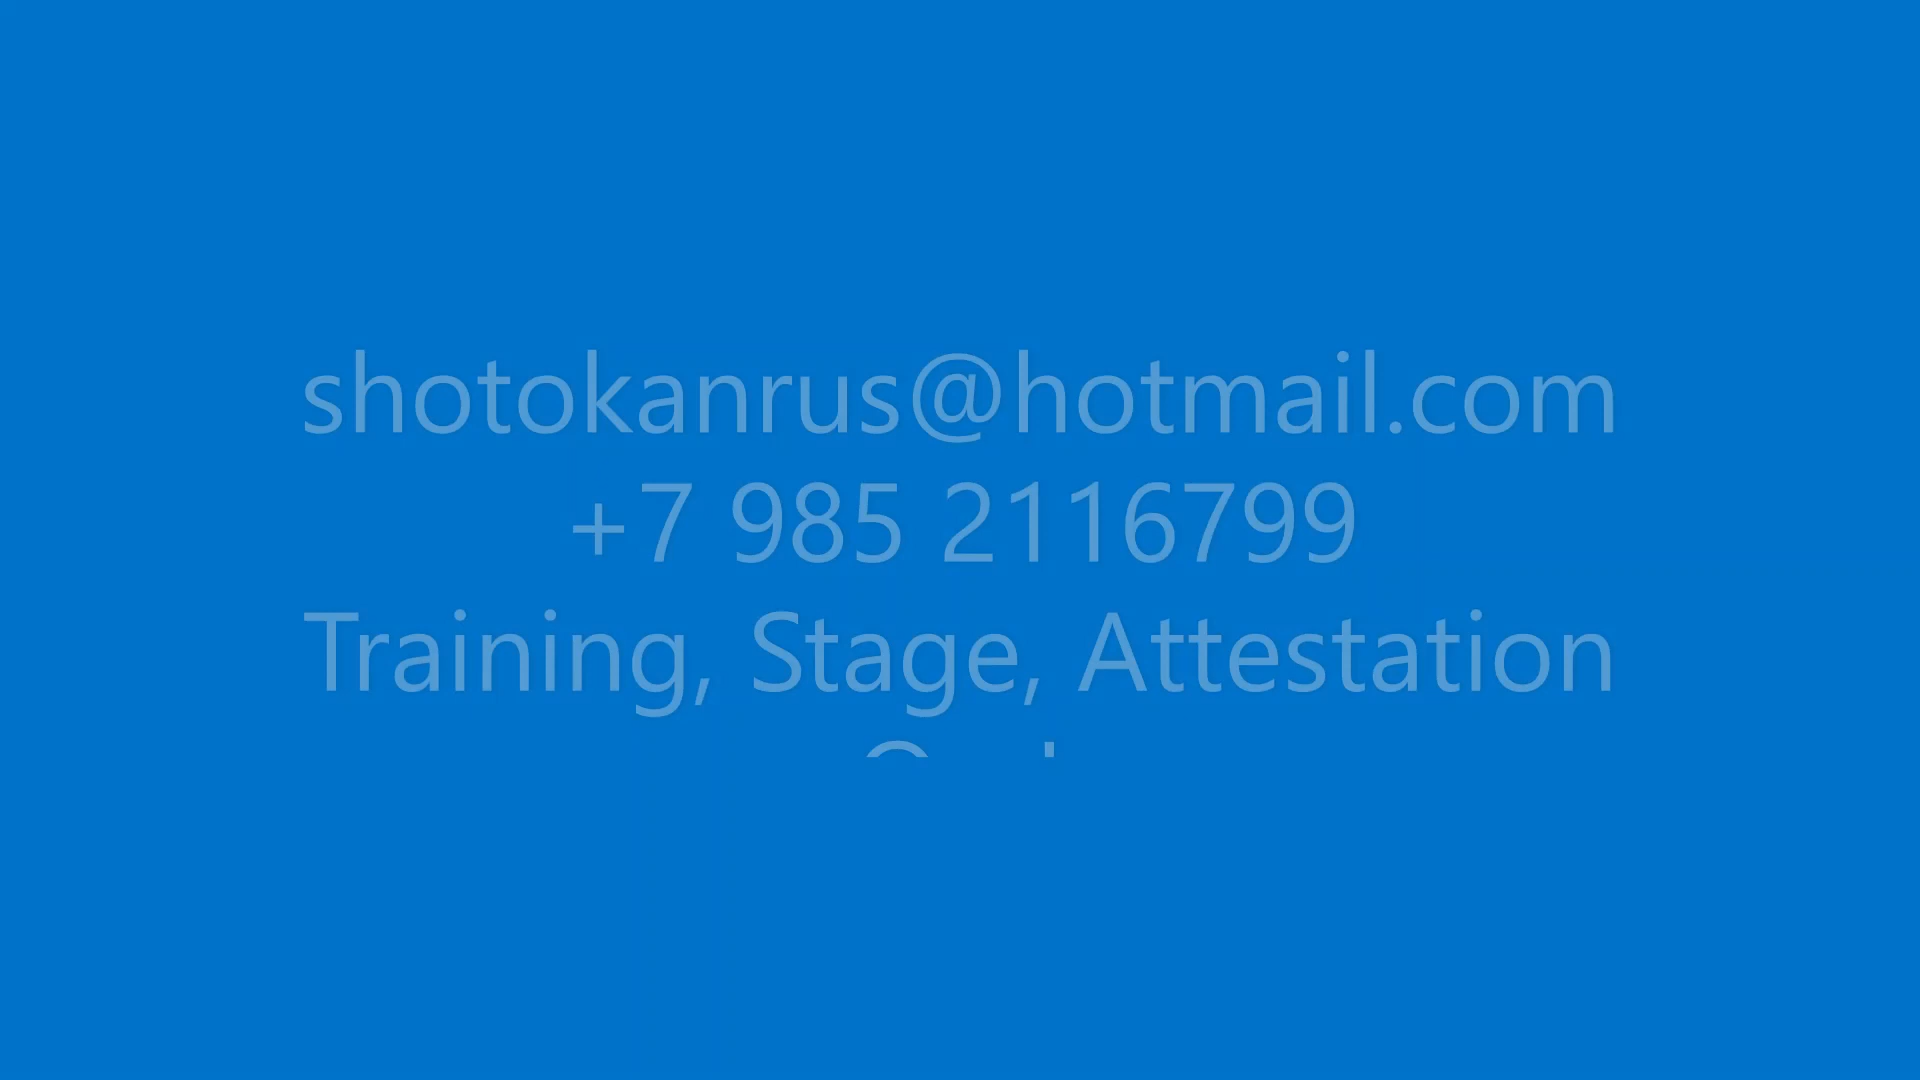 shotokanrus@hotmail.com
+7 985 2116799
Training, Stage, Attestation